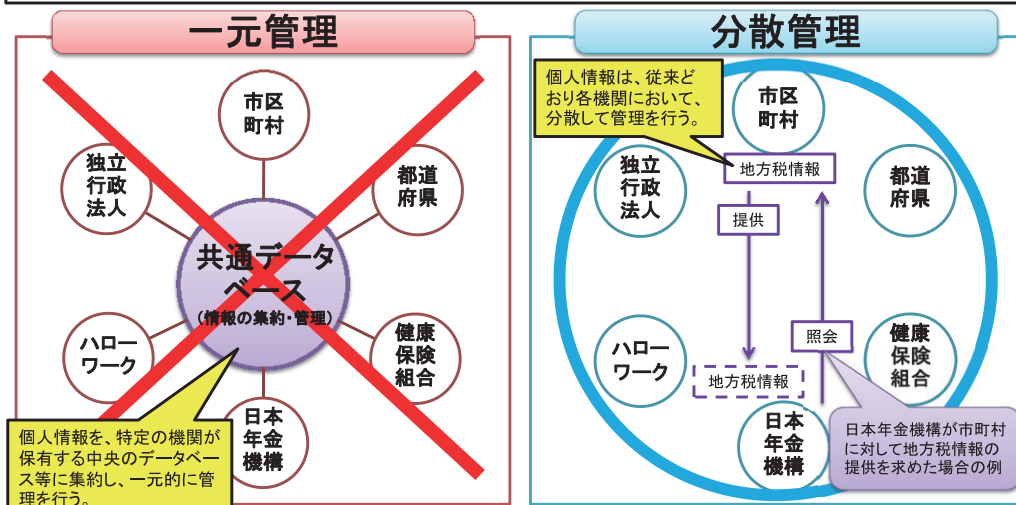 一元管理
市区
町村
独立
行政
法人
都道
府県
共通データ
ベース
(情報の集約・管理)
ハロー
ワーク
健康
保険
組合
日本
年金
機構
個人情報を、特定の機関が
保有する中央のデータベー
ス等に集約し、一元的に管
理を行う。
分散管理
個人情報は、従来ど
おり各機関において、
分散して管理を行う。
市区
町村
地方税情報
独立
行政
法人
都道
府県
提供
照会
ハロー
ワーク
健康
保険
組合
地方税情報
日本
年金
機構
日本年金機構が市町村
に対して地方税情報の
提供を求めた場合の例